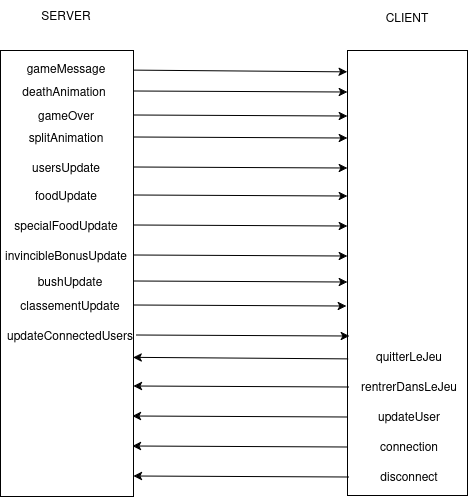 SERVER
CLIENT
gameMessage
deathAnimation
gameOver
splitAnimation
usersUpdate
foodUpdate
specialFoodUpdate
invincibleBonusUpdate
bushUpdate
classementUpdate
updateConnectedUsers
quitterLeJeu
rentrerDansLeJeu
updateUser
connection
disconnect